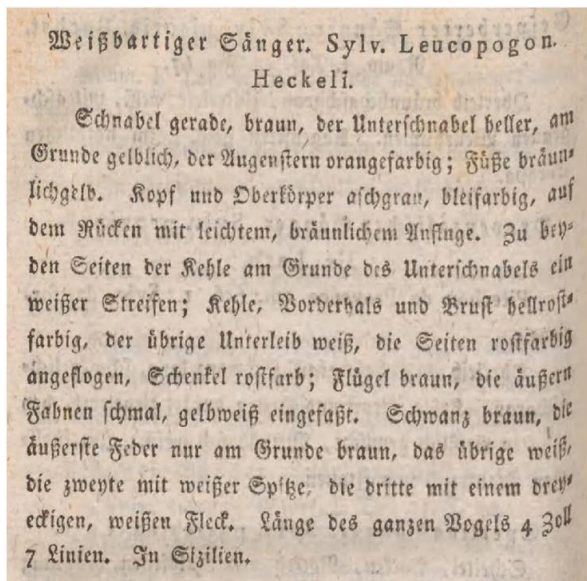 Weißbartiger Sänger. Sylv. Leucopogon.
Heckeli.
Schnabel gerade, braun, der Unterschnabel heller, am
Grunde gelblich, der Augenstern orangefarbig; Füße bräun-
lichgelb. Kopf und Oberkörper aschgrau, bleifarbig, auf
dem Rücken mit leichtem, bräunlichem Anfluge. Zu bey-
den Seiten der Kehle am Grunde des Unterschnabels ein
weißer Streifen; Kehle, Vorderhals und Brust hellrost-
farbig, der übrige Unterleib weiß, die Seiten rostfarbig
angeflogen, Schenkel rostfarb; Flügel braun, die äußern
Fahnen schmal, gelbweiß eingefaßt. Schwanz braun, die
äußerste Feder nur am Grunde braun, das übrige weiß,
die zweyte mit weißer Spitze, die dritte mit einem drey-
eckigen, weißen Fleck. Länge des ganzen Vogels 4 Zoll
7 Linien. In Sizilien.